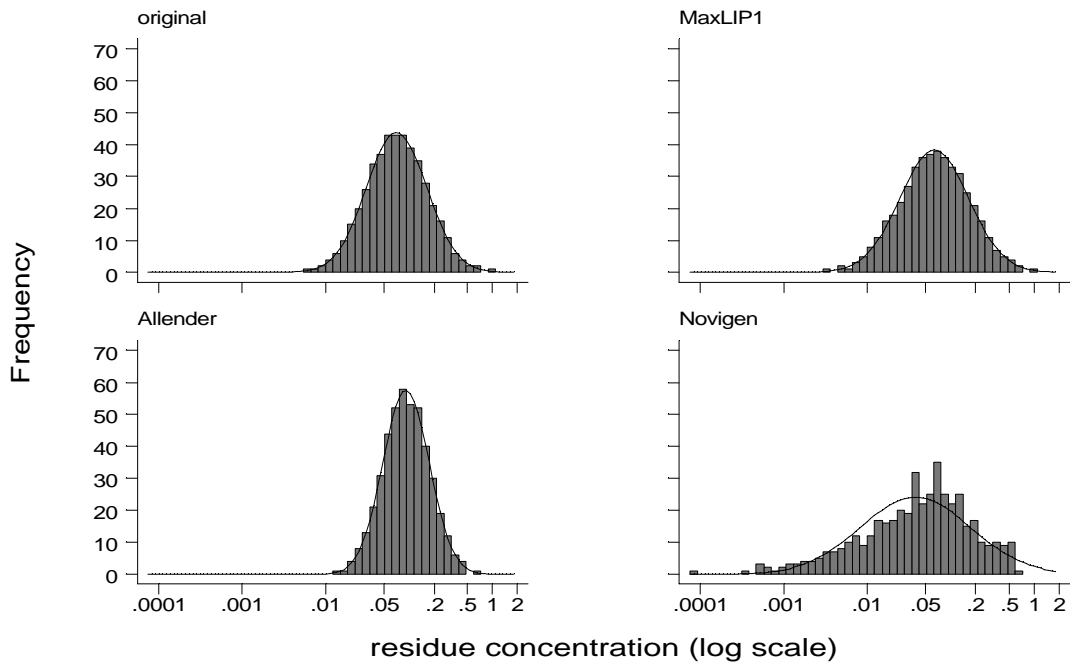 original
70
60
50
40
30
20
10
0
MaxLIP1
Frequency
Allender
70
60
50
40
30
20
10
0
.0001 .001 .01 .05 .2 .5 1 2
Novigen
.0001 .001 .01 .05 .2 .5 1 2
residue concentration (log scale)